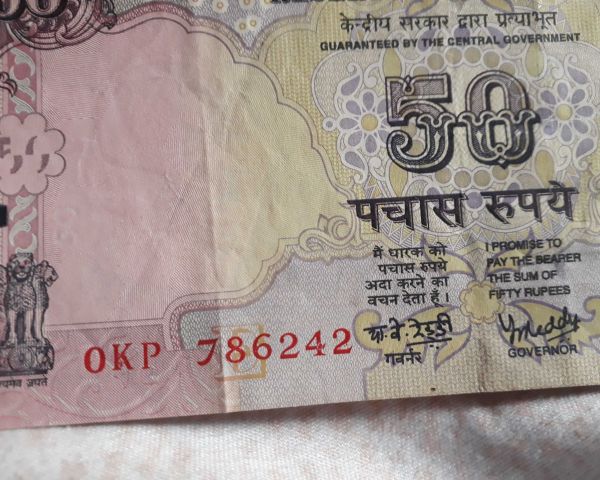 केन्द्रीय सरकार द्वारा प्रत्याभूत
GUARANTEED BY THE CENTRAL GOVERNMENT
50
पचास रुपये
मैं धारक को
पचास रुपये
अदा करने का
वचन देता हूँ।
I PROMISE TO
PAY THE BEARER
THE SUM OF
FIFTY RUPEES
या.वे. रेड्डी
गवर्नर
YVReddy
GOVERNOR
0KP 786242